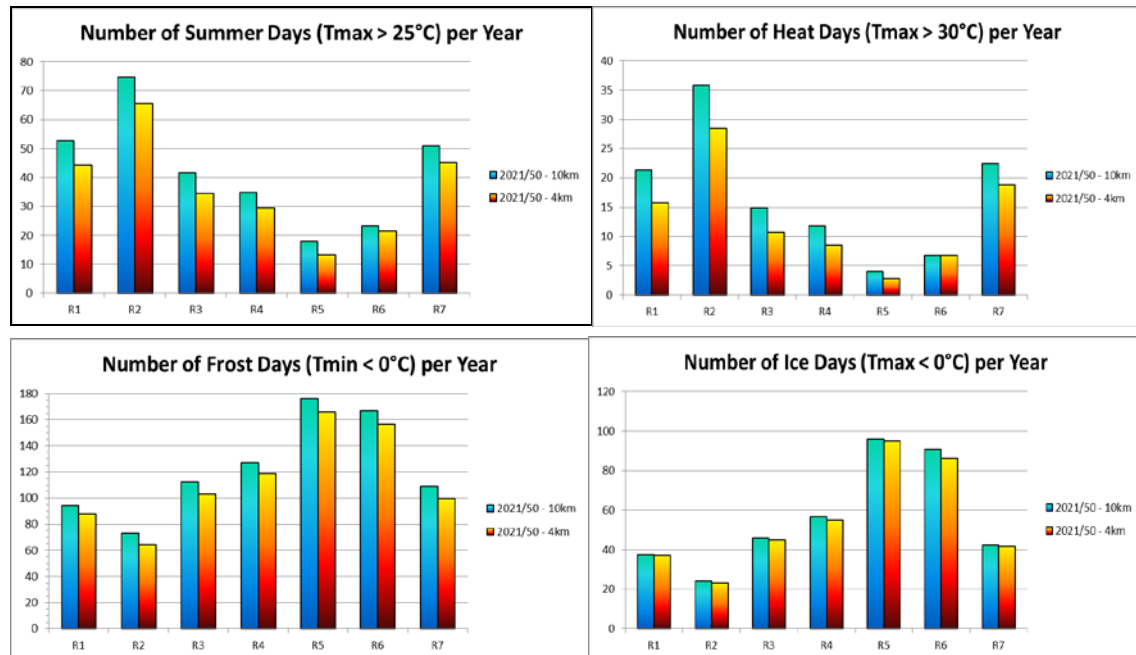 Number of Summer Days (Tmax > 25°C) per Year
80
70
60
50
40
30
20
10
0
R1 R2 R3 R4 R5 R6 R7
2021/50 - 10km
2021/50 - 4km
Number of Heat Days (Tmax > 30°C) per Year
40
35
30
25
20
15
10
5
0
R1 R2 R3 R4 R5 R6 R7
2021/50 - 10km
2021/50 - 4km
Number of Frost Days (Tmin < 0°C) per Year
180
160
140
120
100
80
60
40
20
0
R1 R2 R3 R4 R5 R6 R7
2021/50 - 10km
2021/50 - 4km
Number of Ice Days (Tmax < 0°C) per Year
120
100
80
60
40
20
0
R1 R2 R3 R4 R5 R6 R7
2021/50 - 10km
2021/50 - 4km